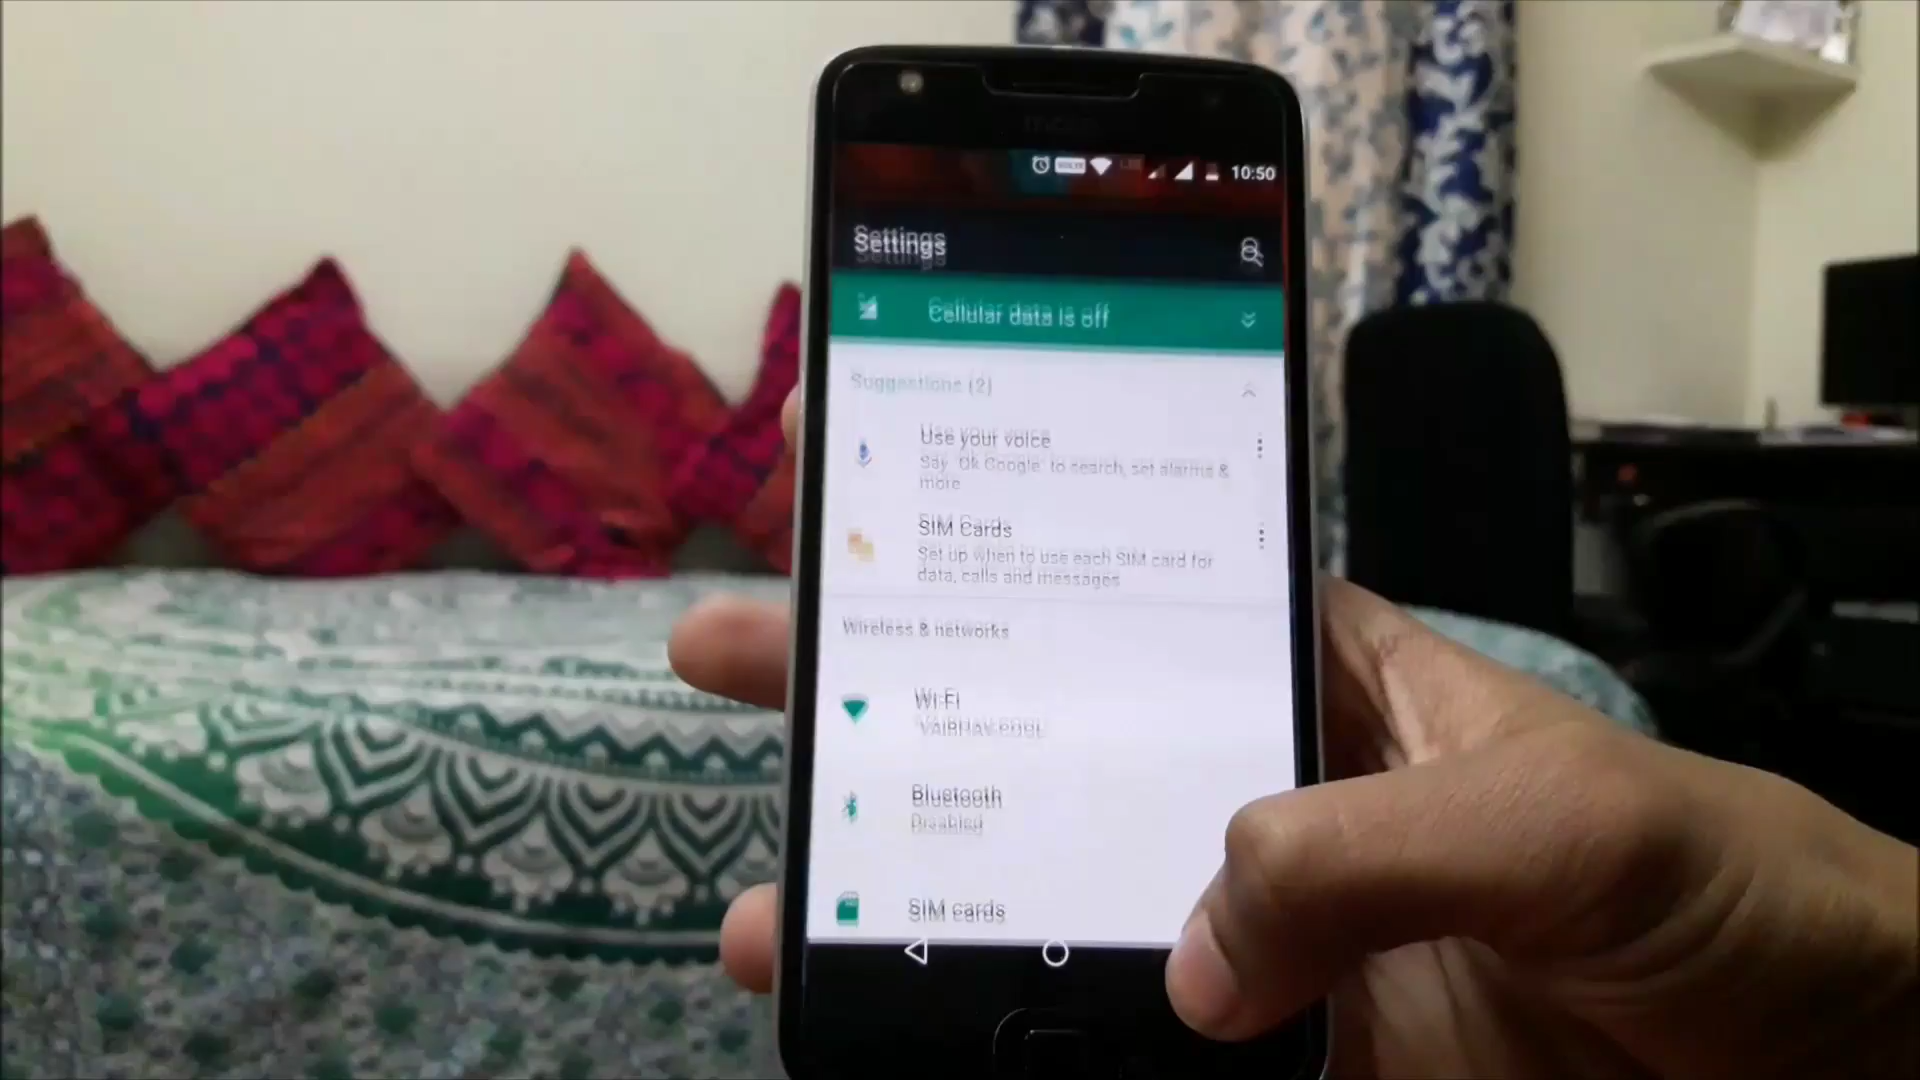 10:50
Settings
Cellular data is off
Suggestions (2)
Use your voice
Say "Ok Google" to search, set alarms &
more
SIM Cards
Set up when to use each SIM card for
data, calls and messages
Wireless & networks
Wi-Fi
VAIBHAV
Bluetooth
Disabled
SIM cards